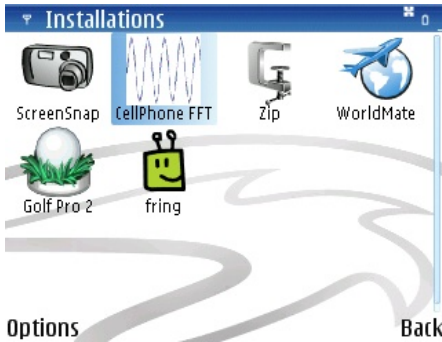 Installations
ScreenSnap CellPhone FFT Zip WorldMate
Golf Pro 2 fring
Options Back